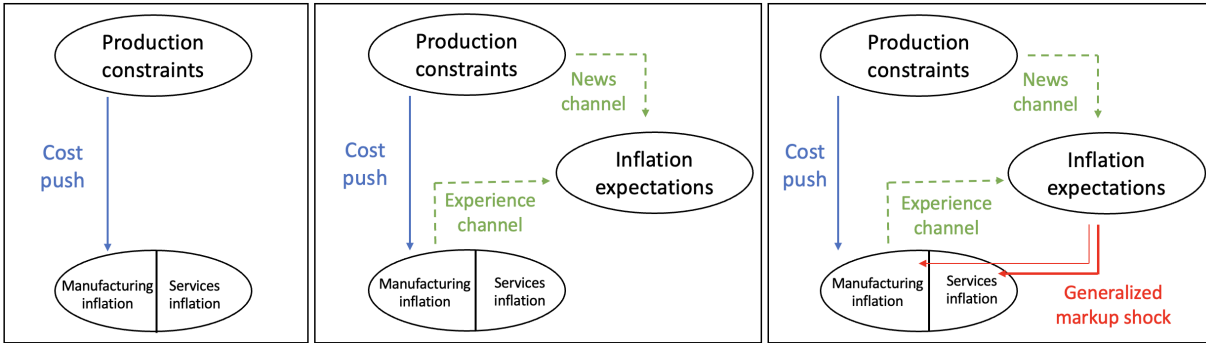 Production
constraints
Cost
push
Manufacturing
inflation
Services
inflation
Production
constraints
News
channel
Cost
push
Inflation
expectations
Experience
channel
Manufacturing
inflation
Services
inflation
Production
constraints
News
channel
Cost
push
Inflation
expectations
Experience
channel
Manufacturing
inflation
Services
inflation
Generalized
markup shock